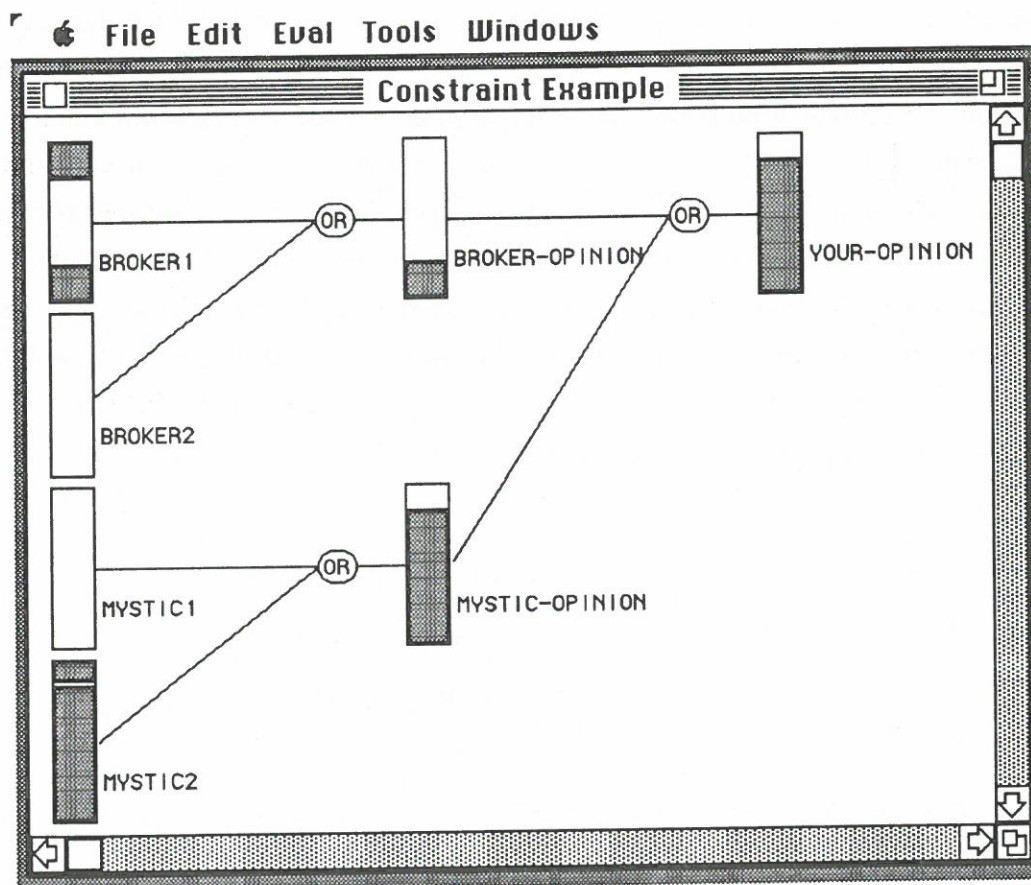 File Edit Eval Tools Windows
Constraint Example
OR
OR
BROKER1
BROKER-OPINION
YOUR-OPINION
BROKER2
OR
MYSTIC1
MYSTIC-OPINION
MYSTIC2